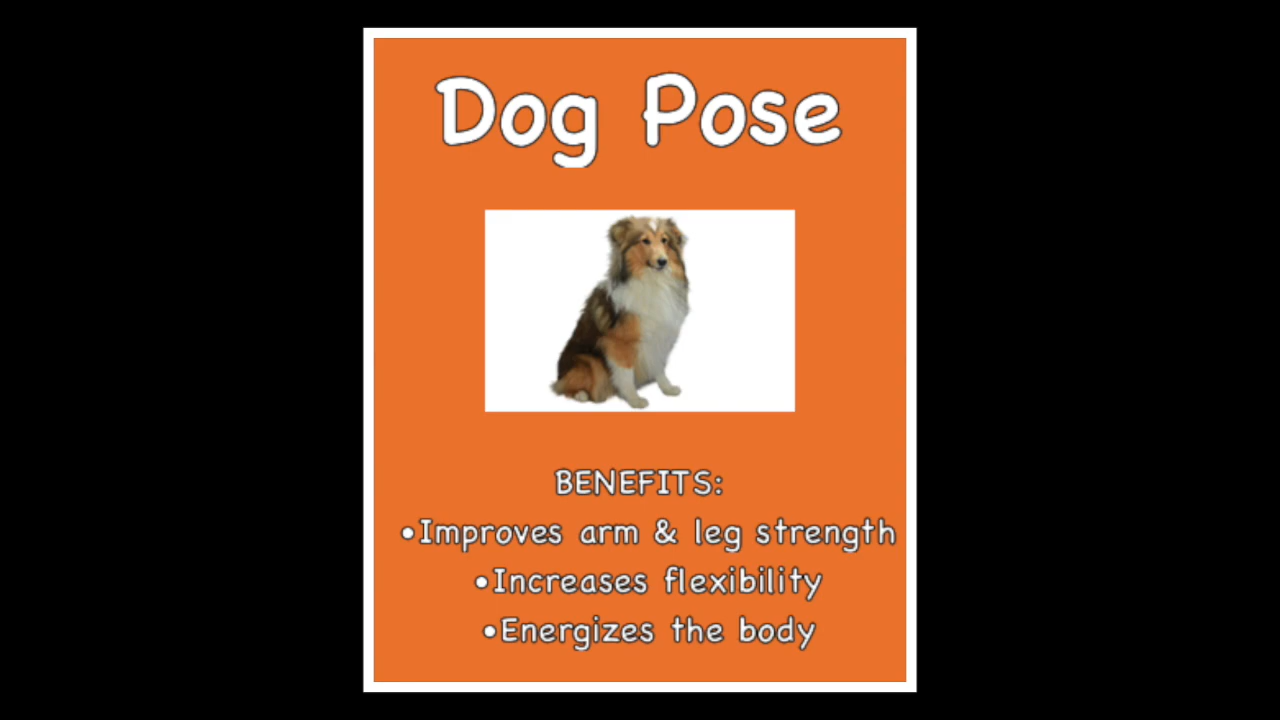 Dog Pose
BENEFITS:
•Improves arm & leg strength
•Increases flexibility
•Energizes the body